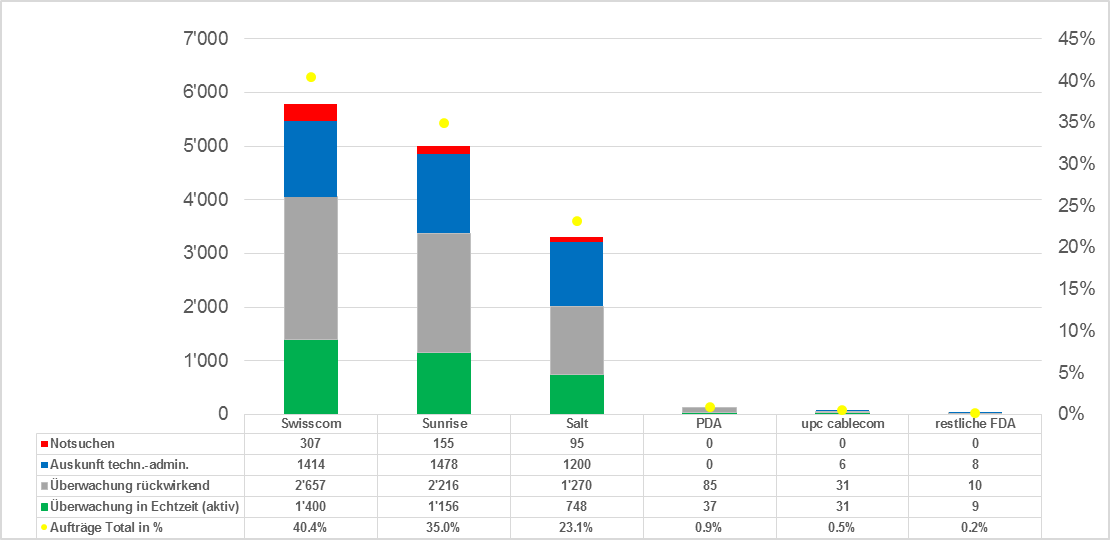 7'000 45%
6'000 40%
5'000 35%
4'000 30%
3'000 25%
2'000 20%
1'000 15%
0 10%
5%
0%
Swisscom Sunrise Salt PDA upc cablecom restliche FDA
Notsuchen 307 155 95 0 0 0
Auskunft techn.-admin. 1414 1478 1200 0 6 8
Überwachung rückwirkend 2'657 2'216 1'270 85 31 10
Überwachung in Echtzeit (aktiv) 1'400 1'156 748 37 31 9
Aufträge Total in % 40.4% 35.0% 23.1% 0.9% 0.5% 0.2%